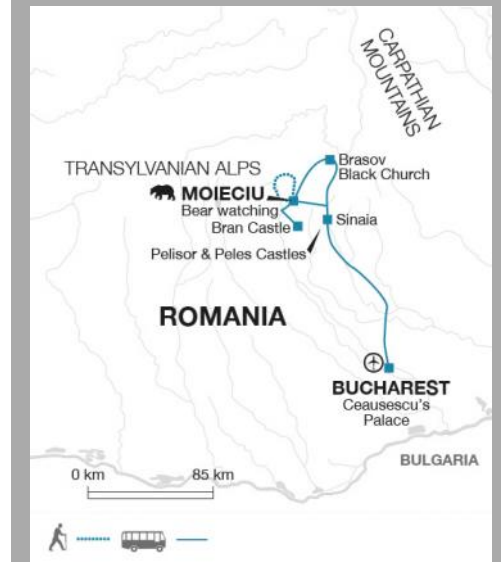 CARPATHIAN
MOUNTAINS
TRANSYLVANIAN ALPS
Brasov
Black Church
MOIECIU
Bear watching
Bran Castle
Sinaia
Pelisor & Peles Castles
ROMANIA
BUCHAREST
Ceausescu's
Palace
BULGARIA
0 km 85 km